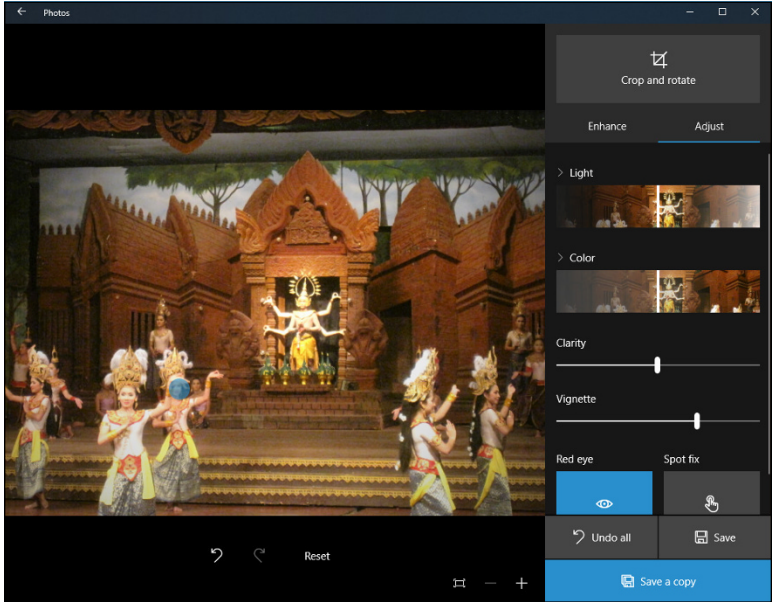 Photos
Crop and rotate
Enhance
Adjust
Light
Color
Clarity
Vignette
Red eye
Spot fix
Undo all
Save
Reset
Save a copy